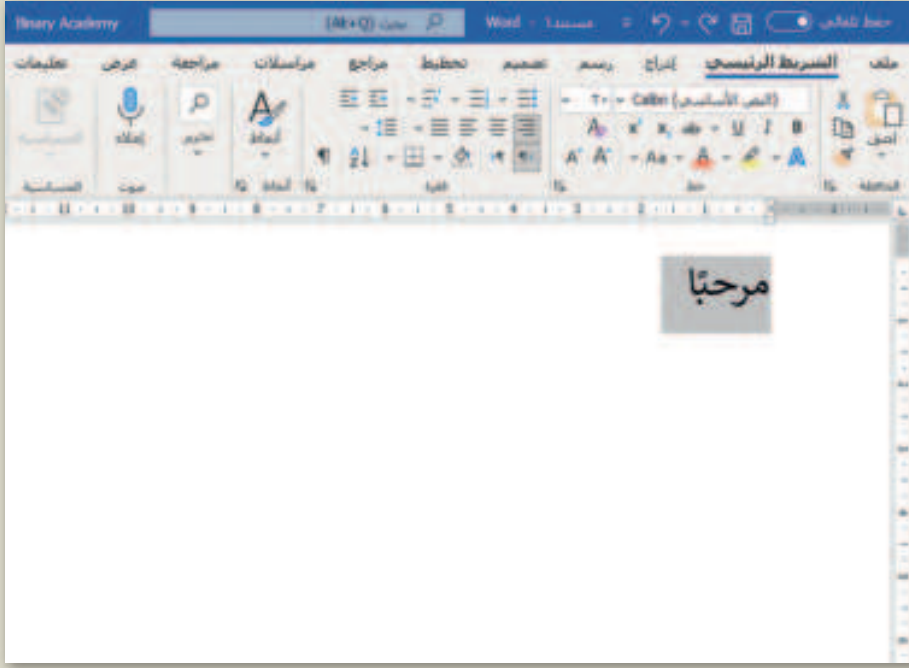 حفظ تلقائي مستند1 - Word بحث (Alt+Q) Binary Academy
ملف الشريط الرئيسي إدراج رسم تصميم تخطيط مراجع مراسلات مراجعة عرض تعليمات
لصق Calibri (النص الأساسي) أنماط تحرير إملاء الحساسية
الحافظة خط فقرة أنماط صوت الحساسية
مرحبًا